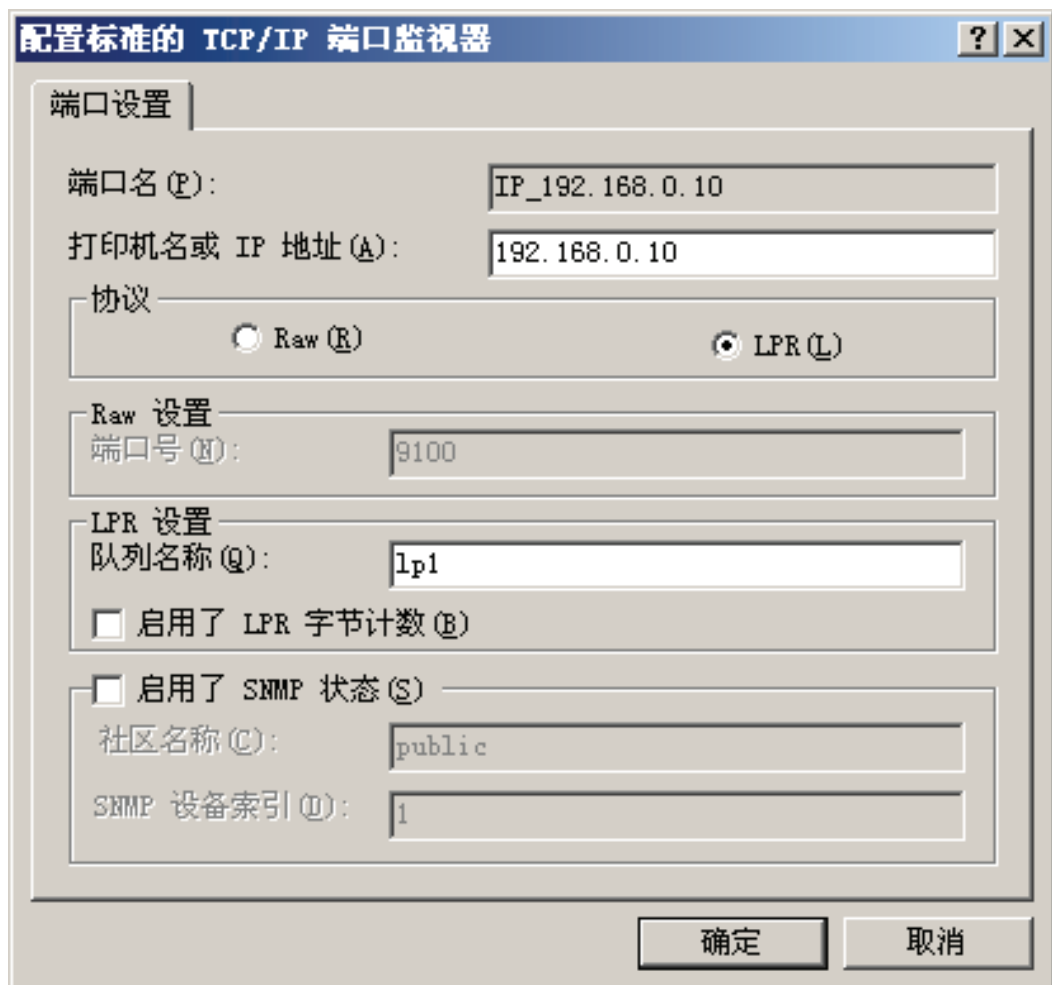 配置标准的 TCP/IP 端口监视器
端口设置
端口名(P): IP_192.168.0.10
打印机名或 IP 地址(A): 192.168.0.10
协议
Raw(R) LPR(L)
Raw 设置
端口号(N): 9100
LPR 设置
队列名称(Q): lp1
启用了 LPR 字节计数(B)
启用了 SNMP 状态(S)
社区名称(C): public
SNMP 设备索引(D): 1
确定 取消